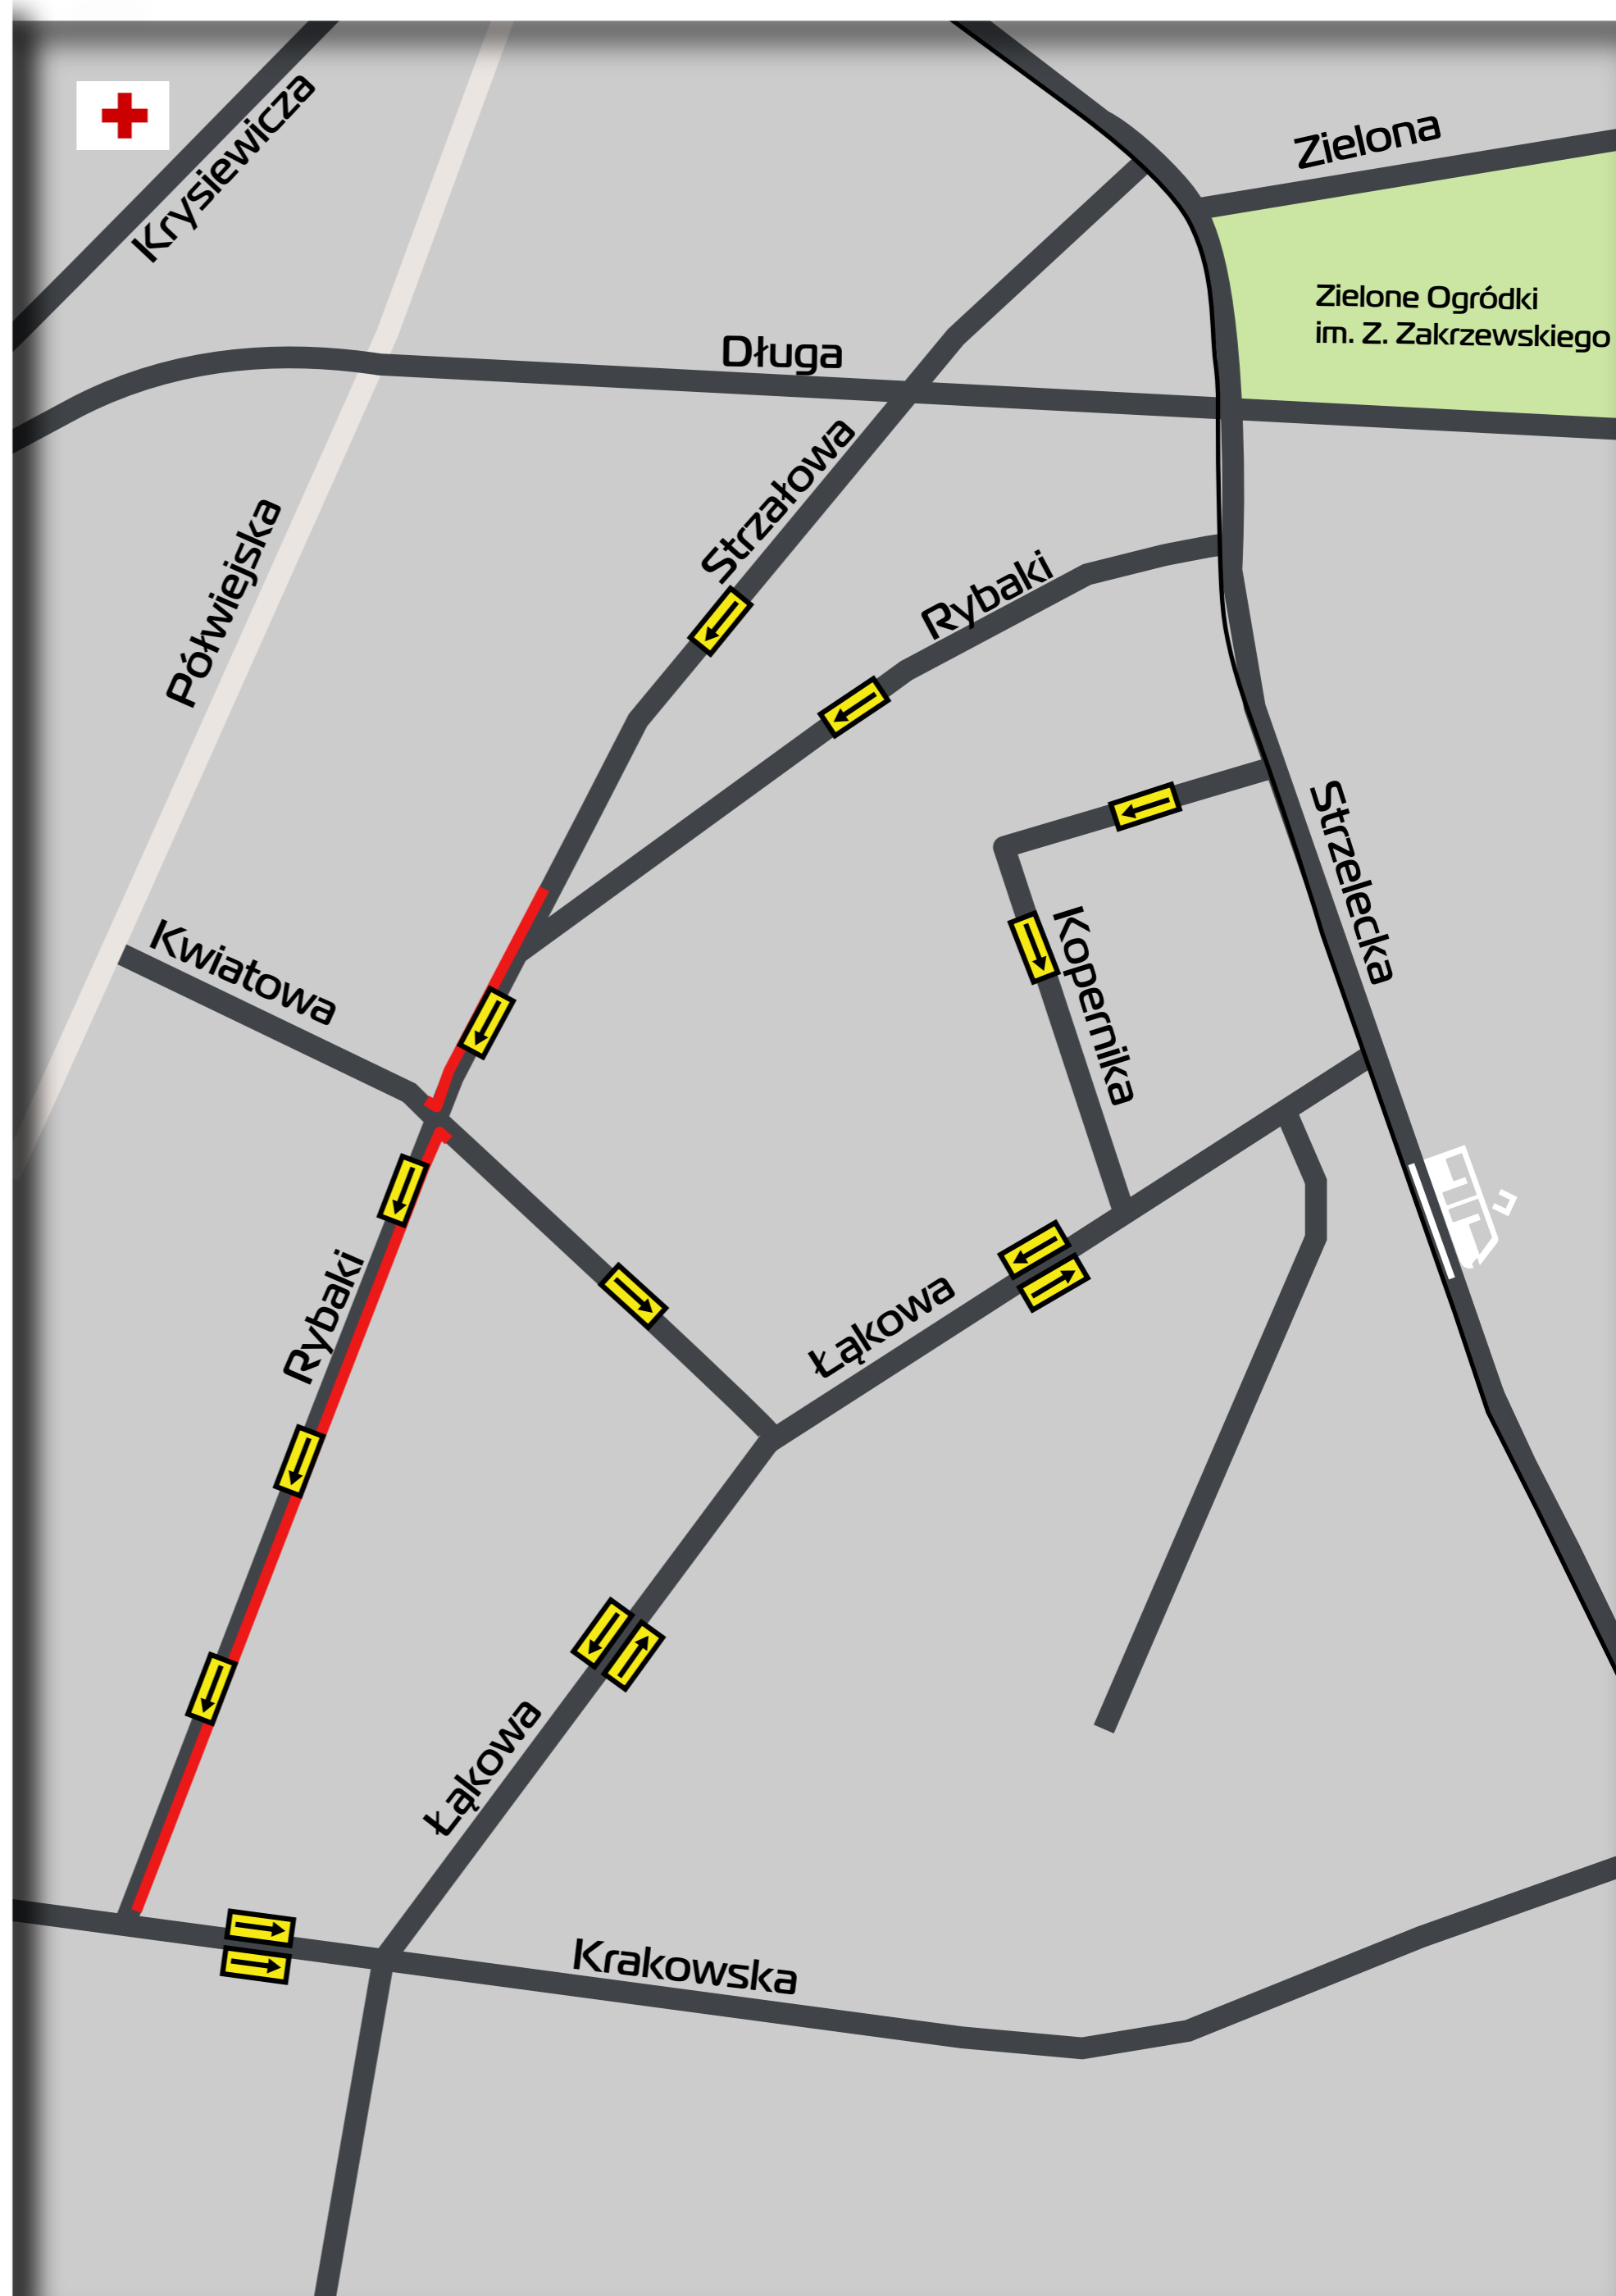 Krysiewicza
Zielona
Zielone Ogródki
im. Z. Zakrzewskiego
Długa
Strzałowa
Półwiejska
Rybaki
Strzelecka
Kwiatowa
Kopernika
Rybaki
Łąkowa
Łąkowa
Krakowska